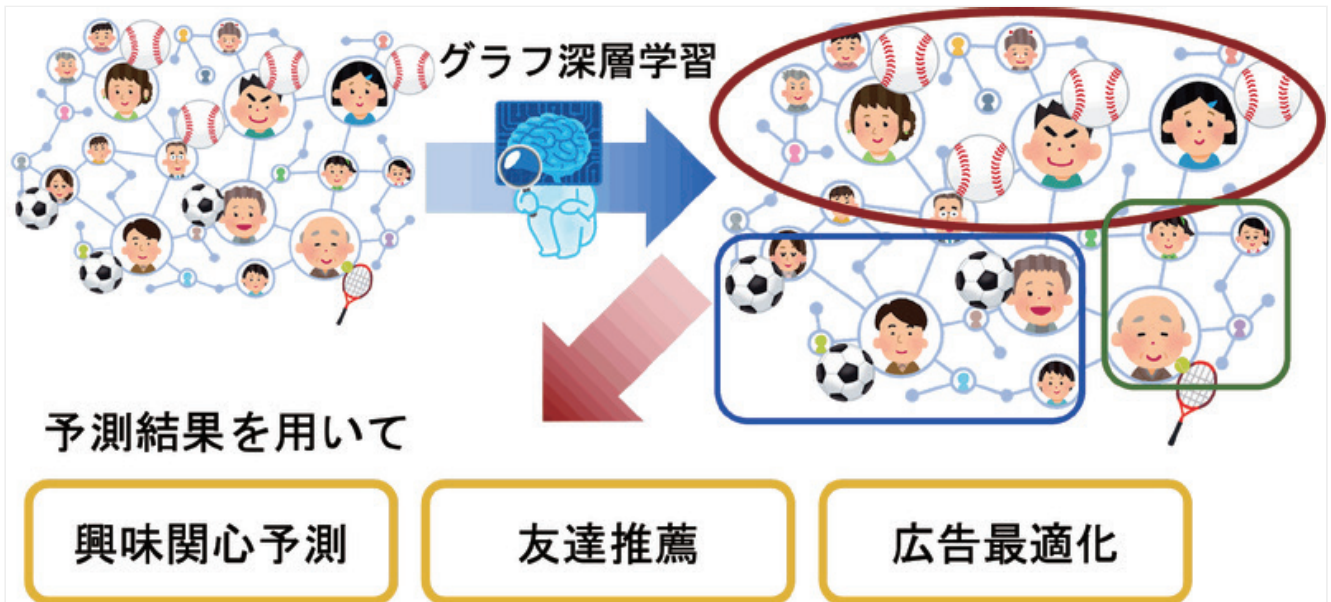 グラフ深層学習
予測結果を用いて
興味関心予測
友達推薦
広告最適化